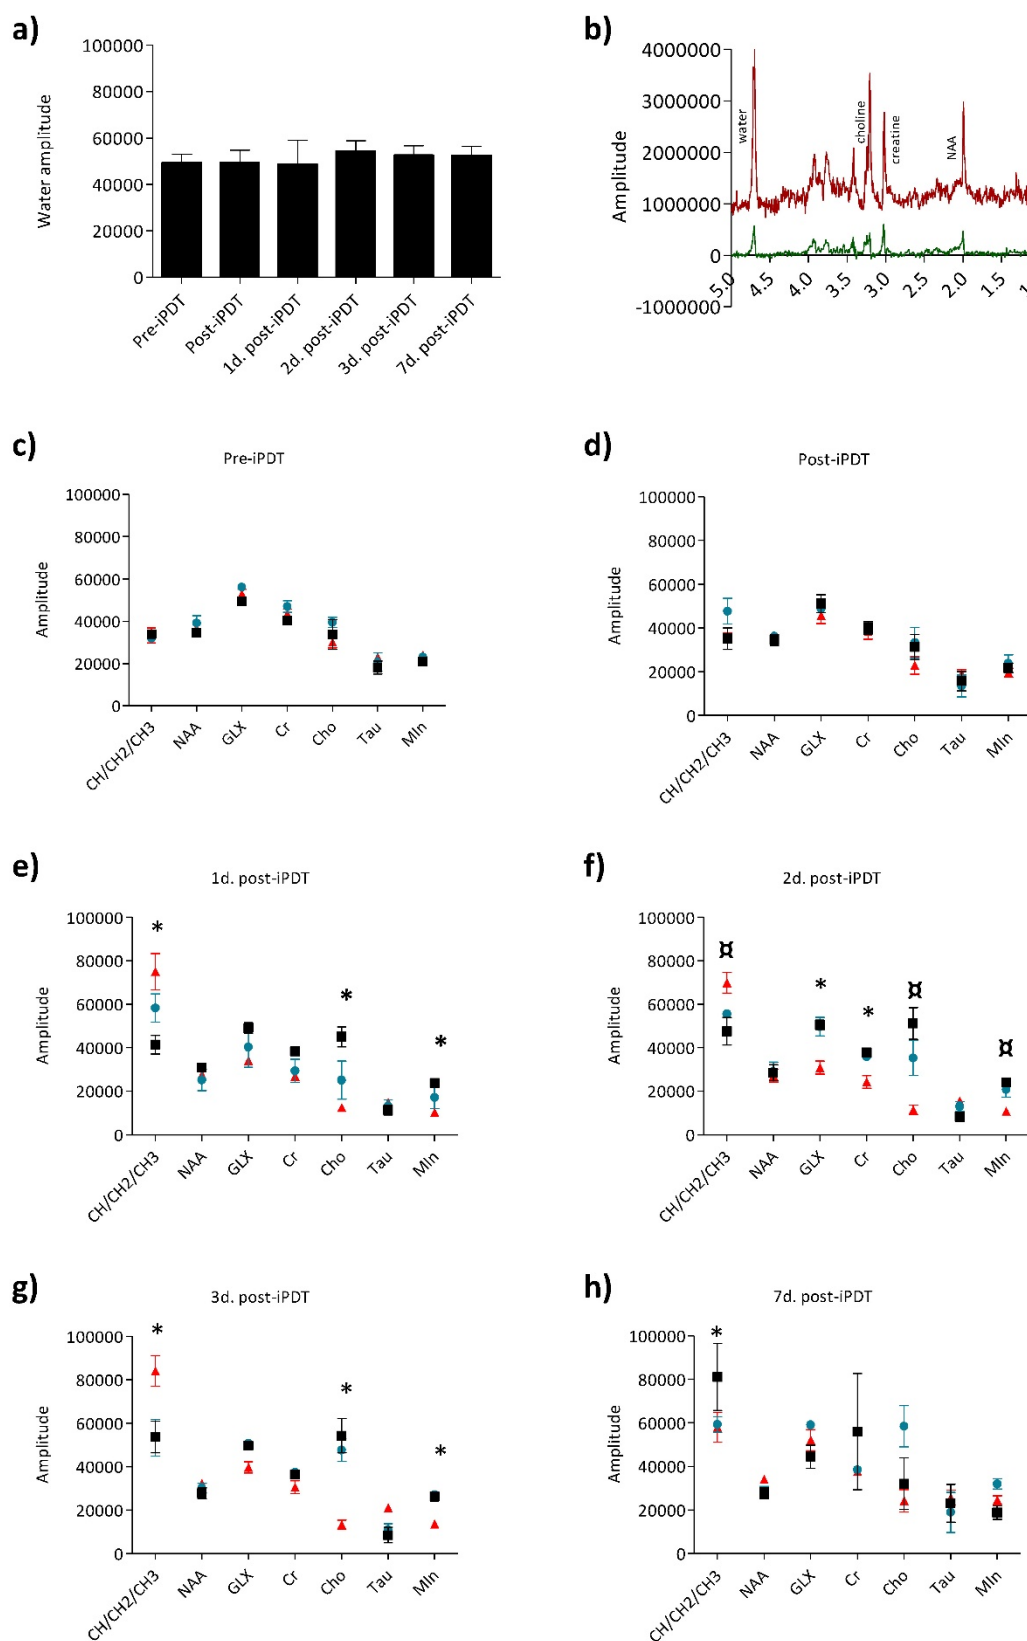 a)
Water amplitude
100000
80000
60000
40000
20000
0
Pre-iPDT
Post-iPDT
1d. post-iPDT
2d. post-iPDT
3d. post-iPDT
7d. post-iPDT
b)
Amplitude
4000000
3000000
2000000
1000000
0
-1000000
water
choline
creatine
NAA
5.0
4.5
4.0
3.5
3.0
2.5
2.0
1.5
c)
Pre-iPDT
Amplitude
100000
80000
60000
40000
20000
0
CH/CH2/CH3
NAA
GLX
Cr
Cho
Tau
MIn
d)
Post-iPDT
Amplitude
100000
80000
60000
40000
20000
0
CH/CH2/CH3
NAA
GLX
Cr
Cho
Tau
MIn
e)
1d. post-iPDT
Amplitude
100000
80000
60000
40000
20000
0
*
*
*
CH/CH2/CH3
NAA
GLX
Cr
Cho
Tau
MIn
f)
2d. post-iPDT
Amplitude
100000
80000
60000
40000
20000
0
¤
*
*
¤
¤
CH/CH2/CH3
NAA
GLX
Cr
Cho
Tau
MIn
g)
3d. post-iPDT
Amplitude
100000
80000
60000
40000
20000
0
*
*
*
CH/CH2/CH3
NAA
GLX
Cr
Cho
Tau
MIn
h)
7d. post-iPDT
Amplitude
100000
80000
60000
40000
20000
0
*
CH/CH2/CH3
NAA
GLX
Cr
Cho
Tau
MIn